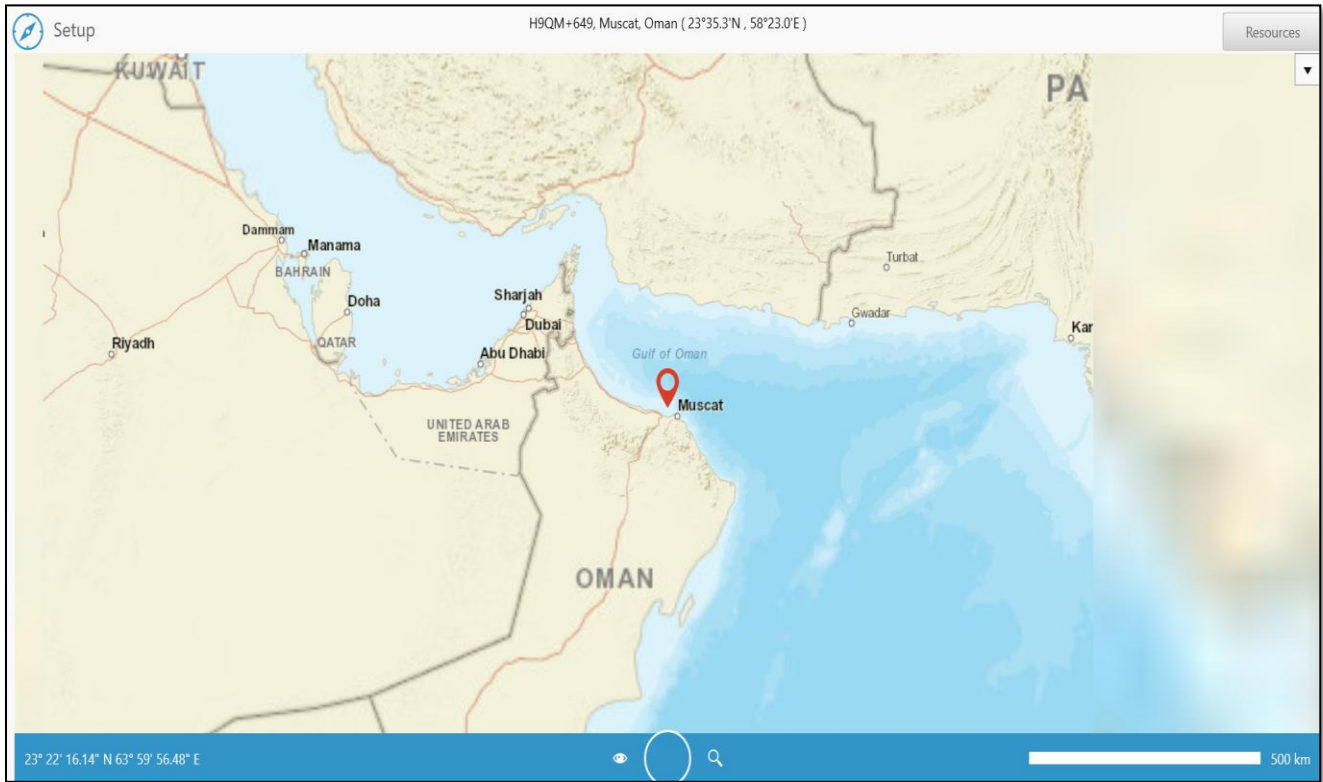 Setup
H9QM+649, Muscat, Oman ( 23°35.3'N , 58°23.0'E )
Resources
KUWAIT
PA
Dammam
Manama
BAHRAIN
Turbat
Doha
Sharjah
Gwadar
Dubai
Kar
Riyadh
QATAR
Abu Dhabi
Gulf of Oman
Muscat
UNITED ARAB
EMIRATES
OMAN
23° 22' 16.14" N 63° 59' 56.48" E
500 km